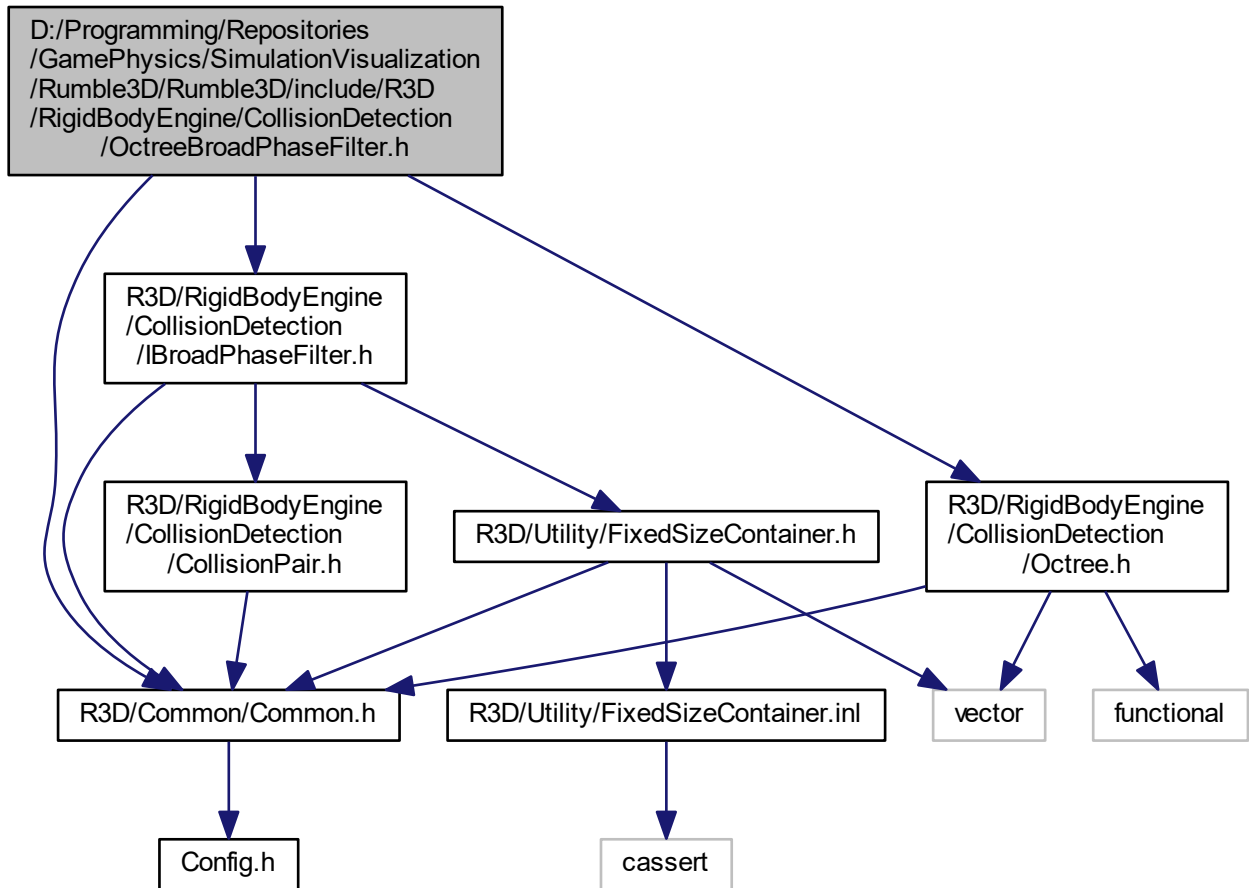 D:/Programming/Repositories
/GamePhysics/SimulationVisualization
/Rumble3D/Rumble3D/include/R3D
/RigidBodyEngine/CollisionDetection
/OctreeBroadPhaseFilter.h
R3D/RigidBodyEngine
/CollisionDetection
/IBroadPhaseFilter.h
R3D/RigidBodyEngine
/CollisionDetection
/CollisionPair.h
R3D/Utility/FixedSizeContainer.h
R3D/RigidBodyEngine
/CollisionDetection
/Octree.h
R3D/Common/Common.h
R3D/Utility/FixedSizeContainer.inl
vector
functional
Config.h
cassert